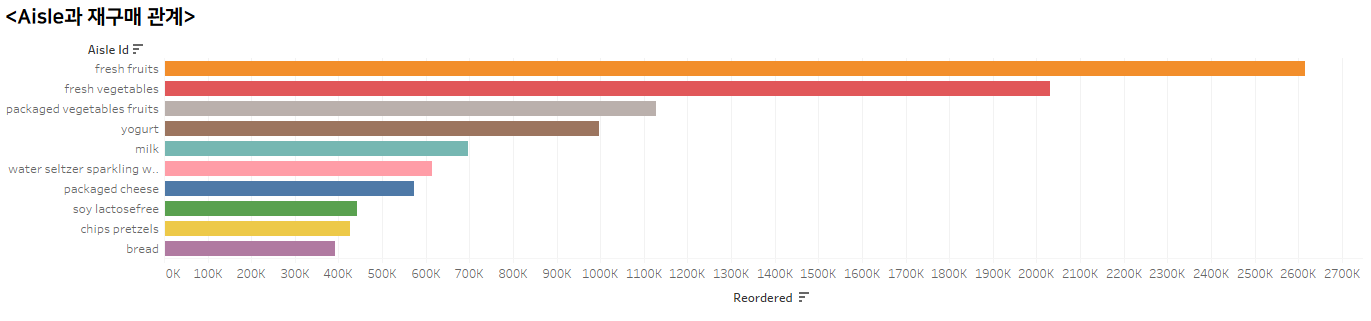 <Aisle과 재구매 관계>
Aisle Id
fresh fruits
fresh vegetables
packaged vegetables fruits
yogurt
milk
water seltzer sparkling w..
packaged cheese
soy lactosefree
chips pretzels
bread
0K 100K 200K 300K 400K 500K 600K 700K 800K 900K 1000K 1100K 1200K 1300K 1400K 1500K 1600K 1700K 1800K 1900K 2000K 2100K 2200K 2300K 2400K 2500K 2600K 2700K
Reordered